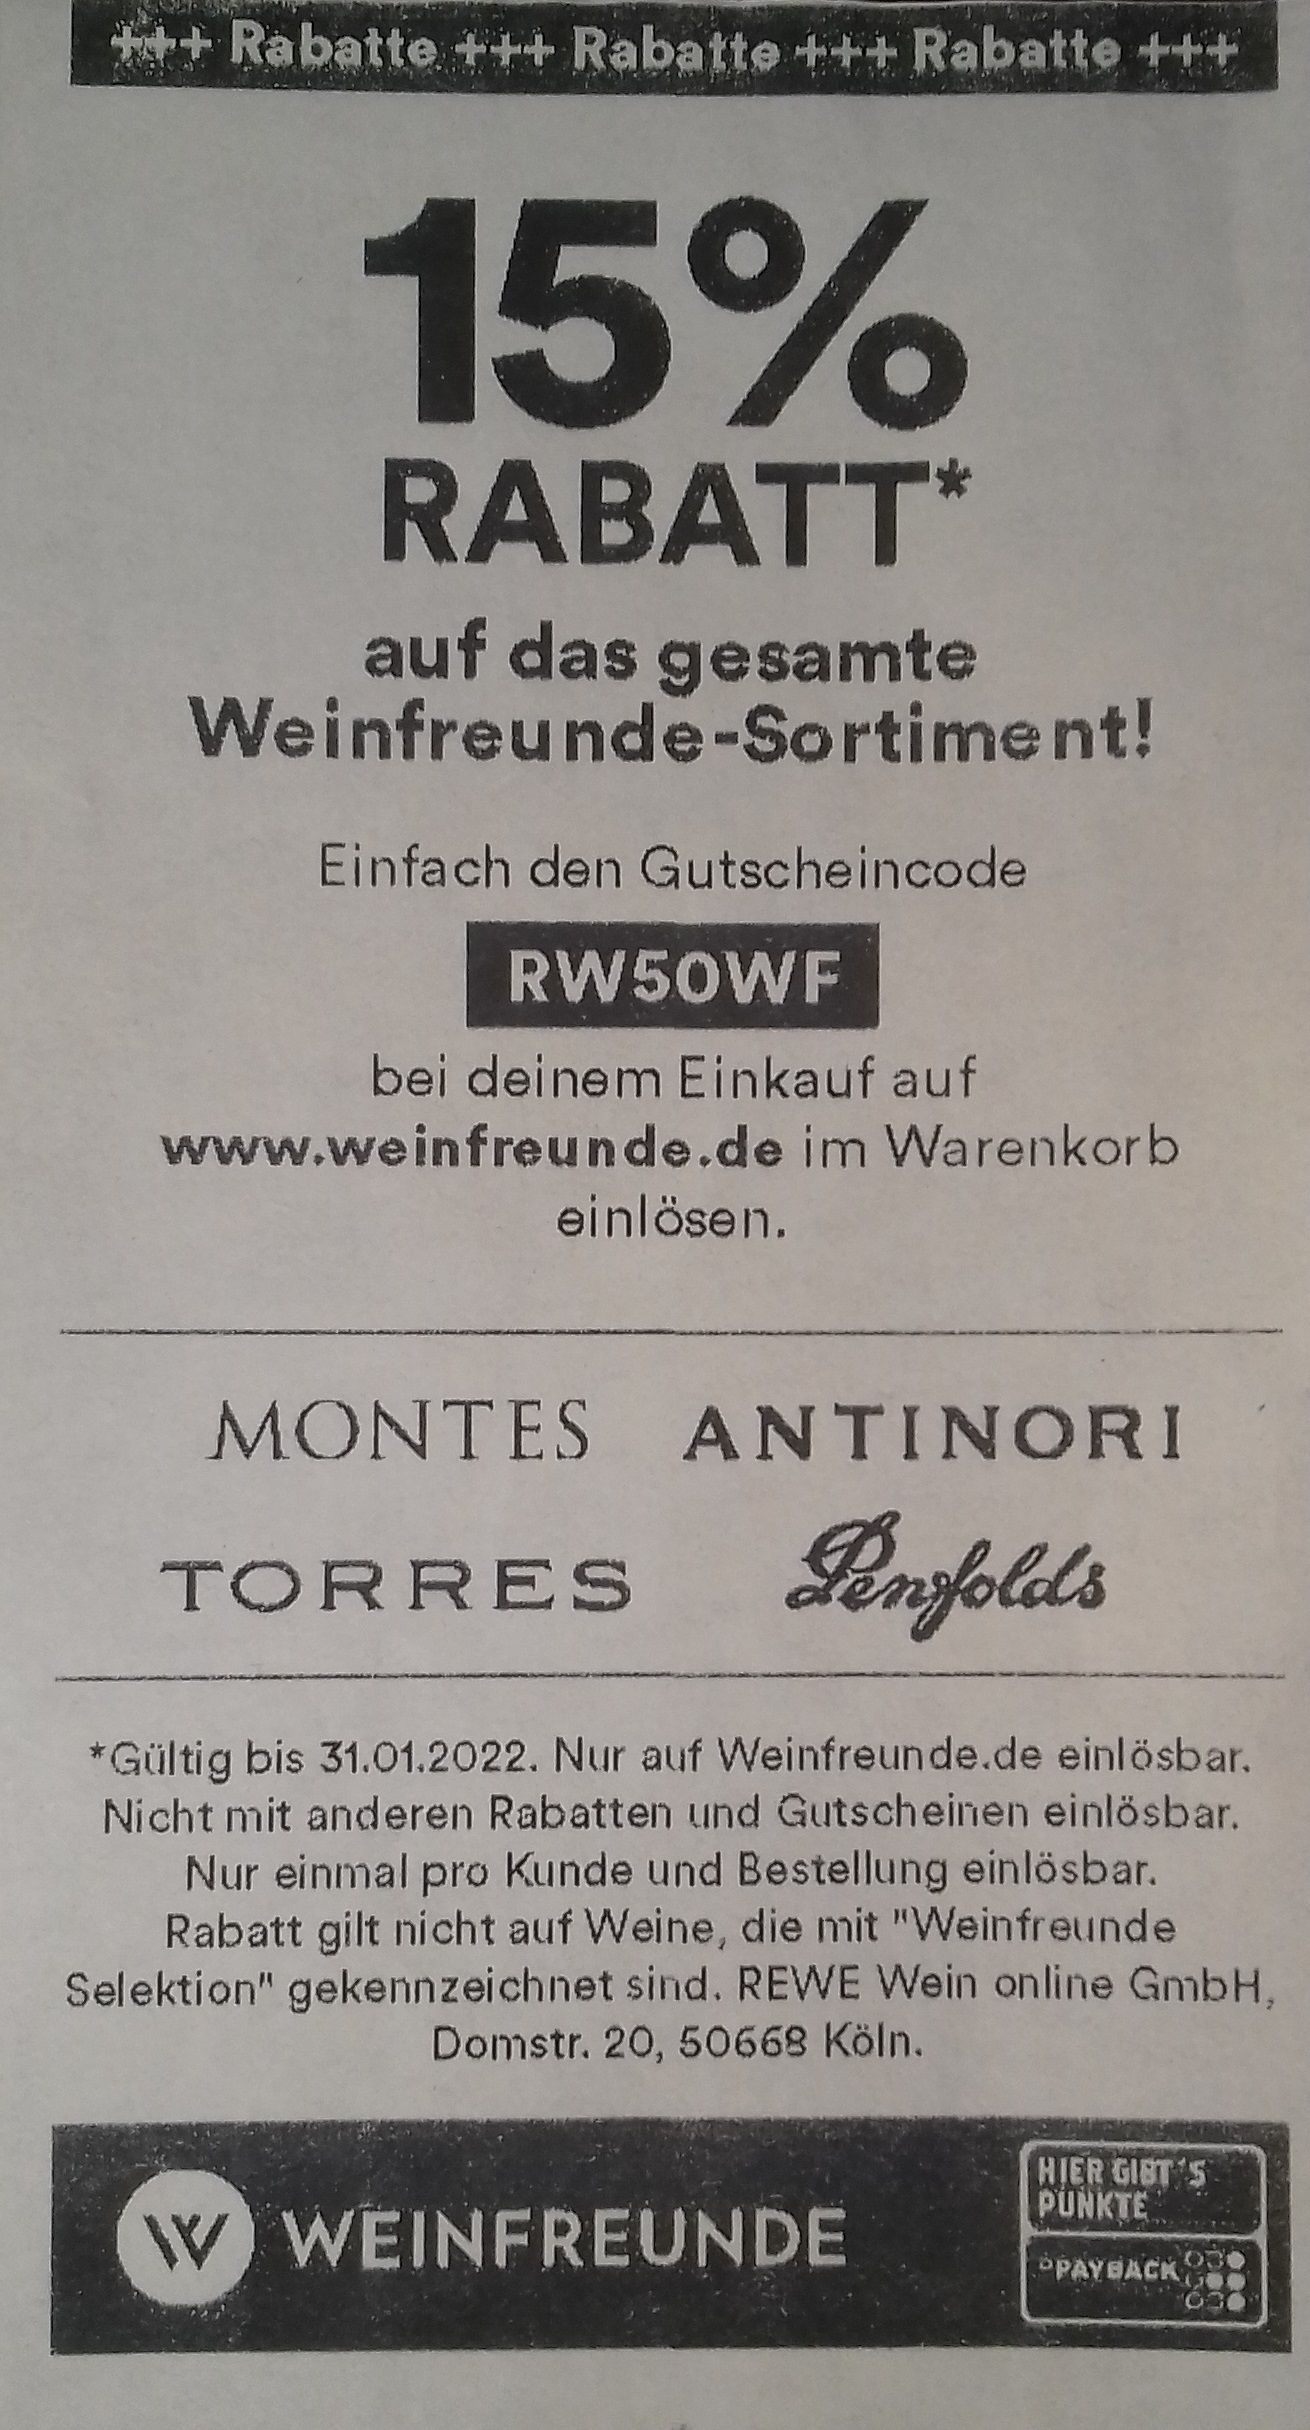 +++ Rabatte +++ Rabatte +++ Rabatte +++
15%
RABATT*
auf das gesamte
Weinfreunde-Sortiment!
Einfach den Gutscheincode
RW50WF
bei deinem Einkauf auf
www.weinfreunde.de im Warenkorb
einlösen.
MONTES ANTINORI
TORRES Penfolds
*Gültig bis 31.01.2022. Nur auf Weinfreunde.de einlösbar.
Nicht mit anderen Rabatten und Gutscheinen einlösbar.
Nur einmal pro Kunde und Bestellung einlösbar.
Rabatt gilt nicht auf Weine, die mit "Weinfreunde
Selektion" gekennzeichnet sind. REWE Wein online GmbH,
Domstr. 20, 50668 Köln.
W WEINFREUNDE
HIER GIBT'S
PUNKTE
°PAYBACK